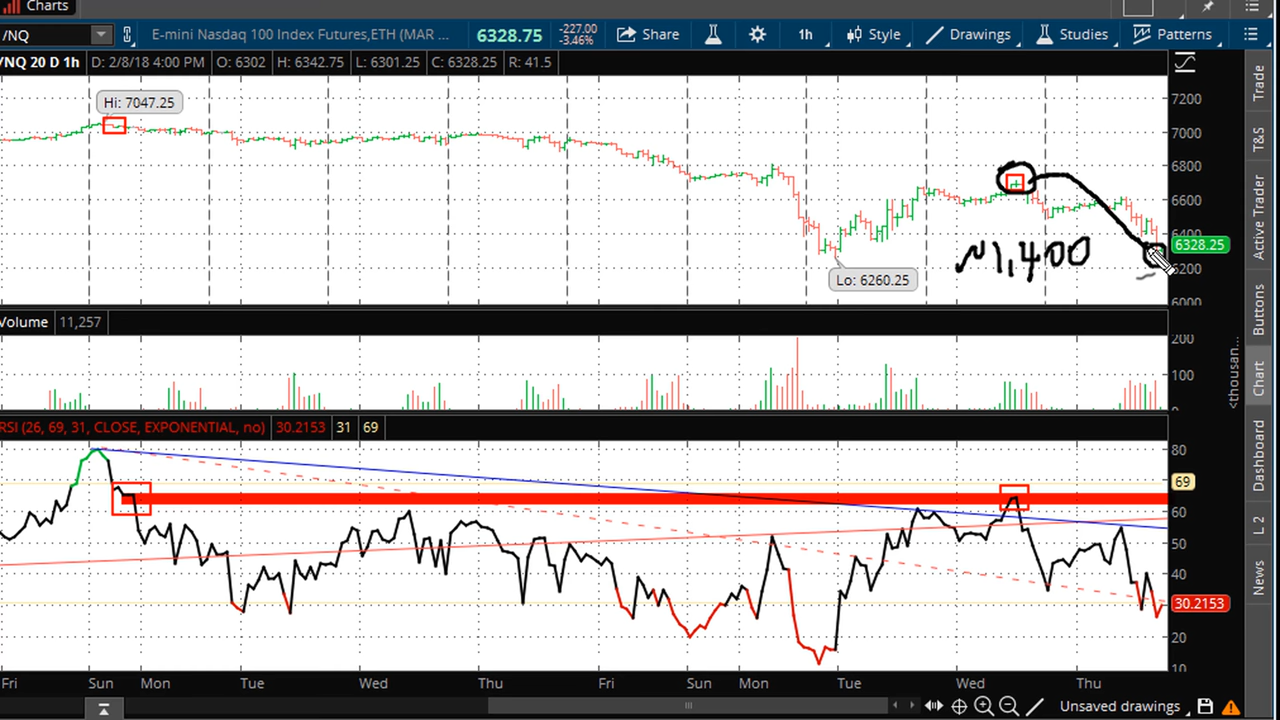 Charts
/NQ
E-mini Nasdaq 100 Index Futures,ETH (MAR ...
6328.75
-227.00
-3.46%
Share
1h
Style
Drawings
Studies
Patterns
/NQ 20 D 1h
D: 2/8/18 4:00 PM
O: 6302
H: 6342.75
L: 6301.25
C: 6328.25
R: 41.5
Hi: 7047.25
Lo: 6260.25
~1,400
7200
7000
6800
6600
6400
6328.25
6200
6000
Volume
11,257
200
100
<thousan...
RSI (26, 69, 31, CLOSE, EXPONENTIAL, no)
30.2153
31
69
80
69
60
50
40
30.2153
20
10
Fri
Sun
Mon
Tue
Wed
Thu
Fri
Sun
Mon
Tue
Wed
Thu
Unsaved drawings
Trade
T&S
Active Trader
Buttons
Chart
Dashboard
L 2
News